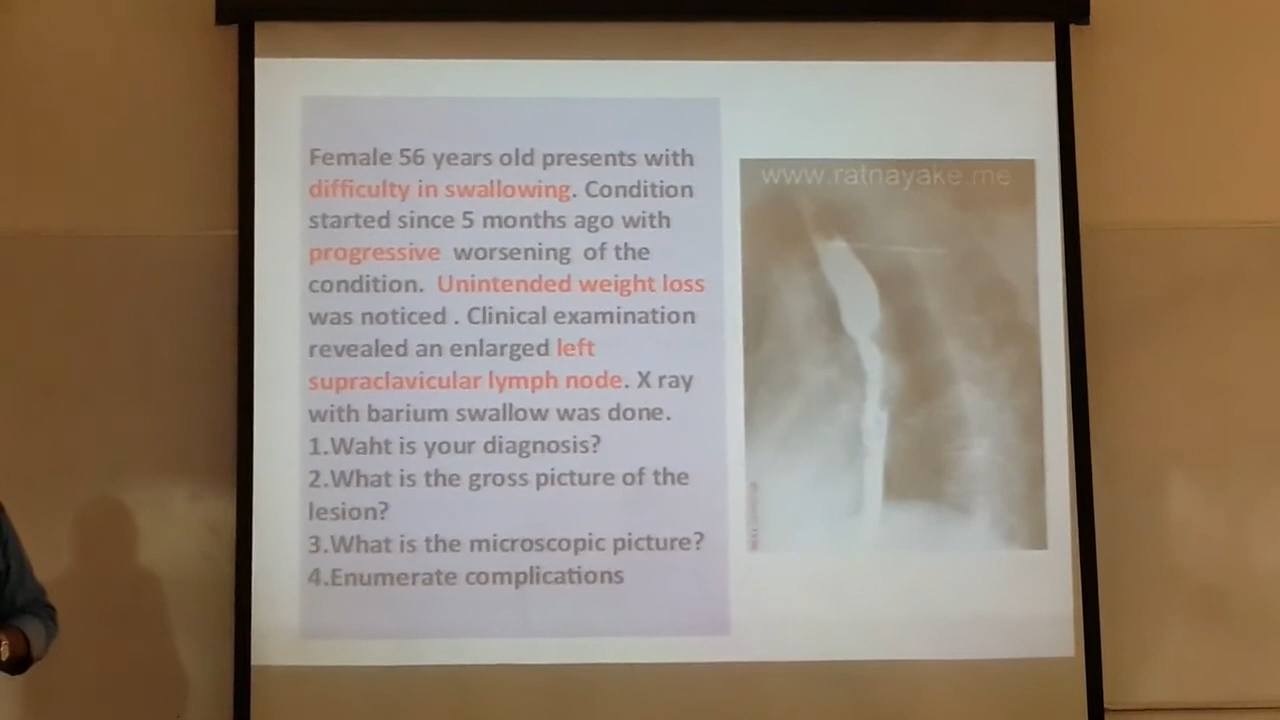 Female 56 years old presents with
difficulty in swallowing. Condition
started since 5 months ago with
progressive worsening of the
condition. Unintended weight loss
was noticed . Clinical examination
revealed an enlarged left
supraclavicular lymph node. X ray
with barium swallow was done.
1.Waht is your diagnosis?
2.What is the gross picture of the
lesion?
3.What is the microscopic picture?
4.Enumerate complications
www.ratnayake.me